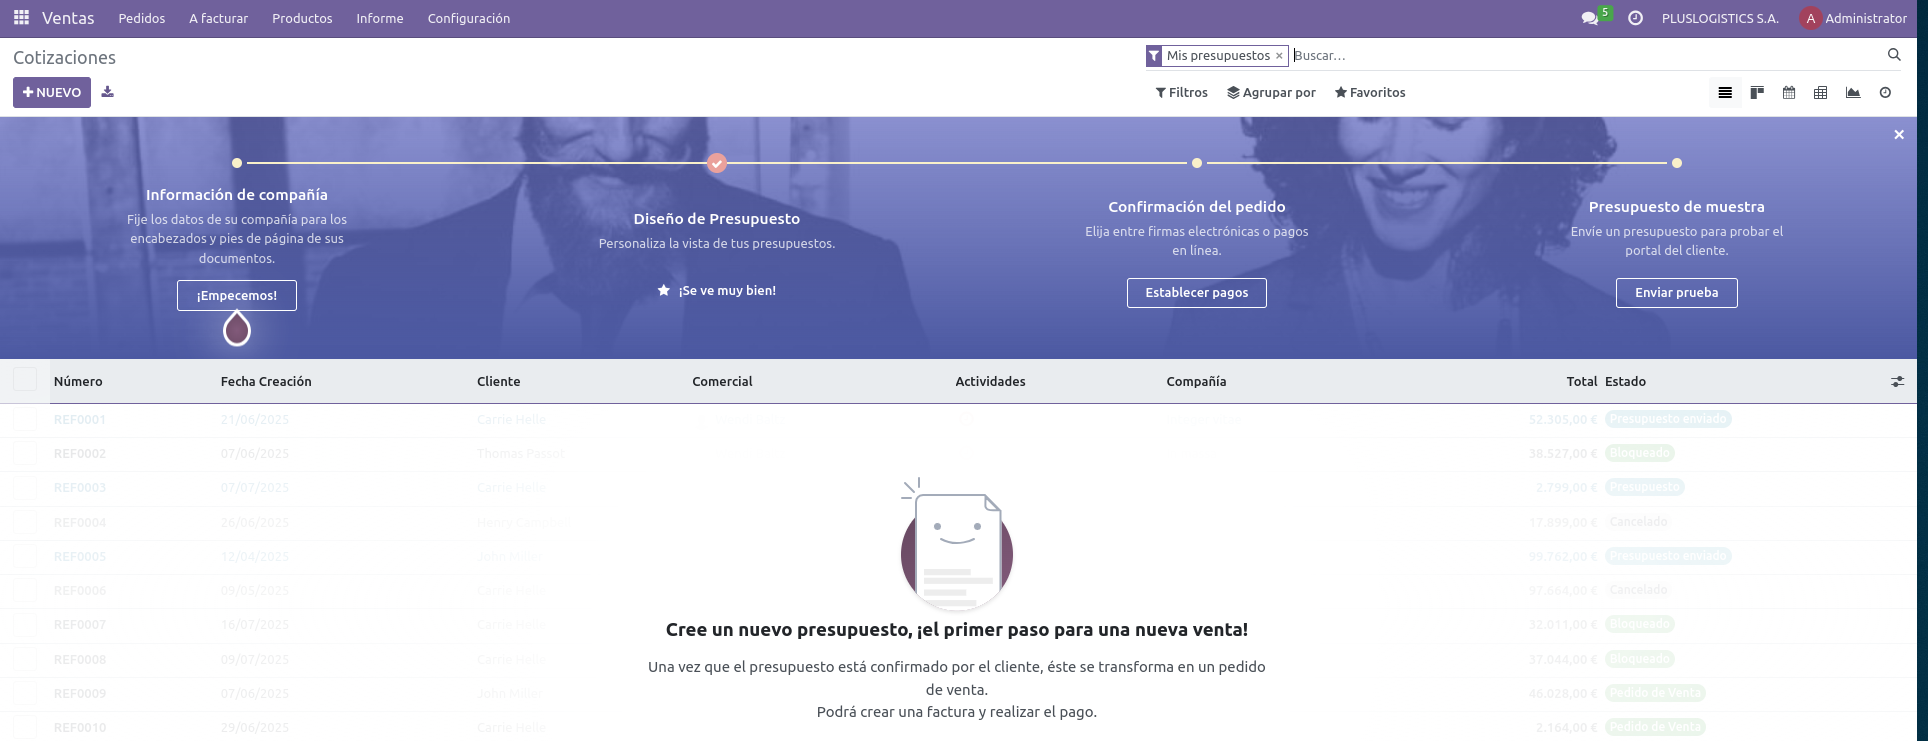 Ventas Pedidos A facturar Productos Informe Configuración 5 PLUSLOGISTICS S.A. A Administrator
Cotizaciones Mis presupuestos × Buscar...
NUEVO Filtros Agrupar por Favoritos
Información de compañía
Fije los datos de su compañía para los
encabezados y pies de página de sus
documentos.
¡Empecemos!
Diseño de Presupuesto
Personaliza la vista de tus presupuestos.
¡Se ve muy bien!
Confirmación del pedido
Elija entre firmas electrónicas o pagos
en línea.
Establecer pagos
Presupuesto de muestra
Envíe un presupuesto para probar el
portal del cliente.
Enviar prueba
Número Fecha Creación Cliente Comercial Actividades Compañía Total Estado
REF0001 21/06/2025 Carrie Helle 52.305,00 € Presupuesto enviado
REF0002 07/06/2025 Thomas Passot 38.527,00 € Bloqueado
REF0003 07/07/2025 Carrie Helle 2.799,00 € Presupuesto
REF0004 26/06/2025 Henry 17.899,00 € Cancelado
REF0005 12/04/2025 John Miller 99.762,00 € Presupuesto enviado
REF0006 09/05/2025 Carrie Helle 97.664,00 € Cancelado
REF0007 16/07/2025 Carrie Helle 32.011,00 € Bloqueado
REF0008 09/07/2025 Carrie Helle 37.044,00 € Bloqueado
REF0009 07/06/2025 John Miller 46.028,00 € Pedido de Venta
REF0010 29/06/2025 Carrie Helle 2.164,00 € Pedido de Venta
Cree un nuevo presupuesto, ¡el primer paso para una nueva venta!
Una vez que el presupuesto está confirmado por el cliente, éste se transforma en un pedido
de venta.
Podrá crear una factura y realizar el pago.